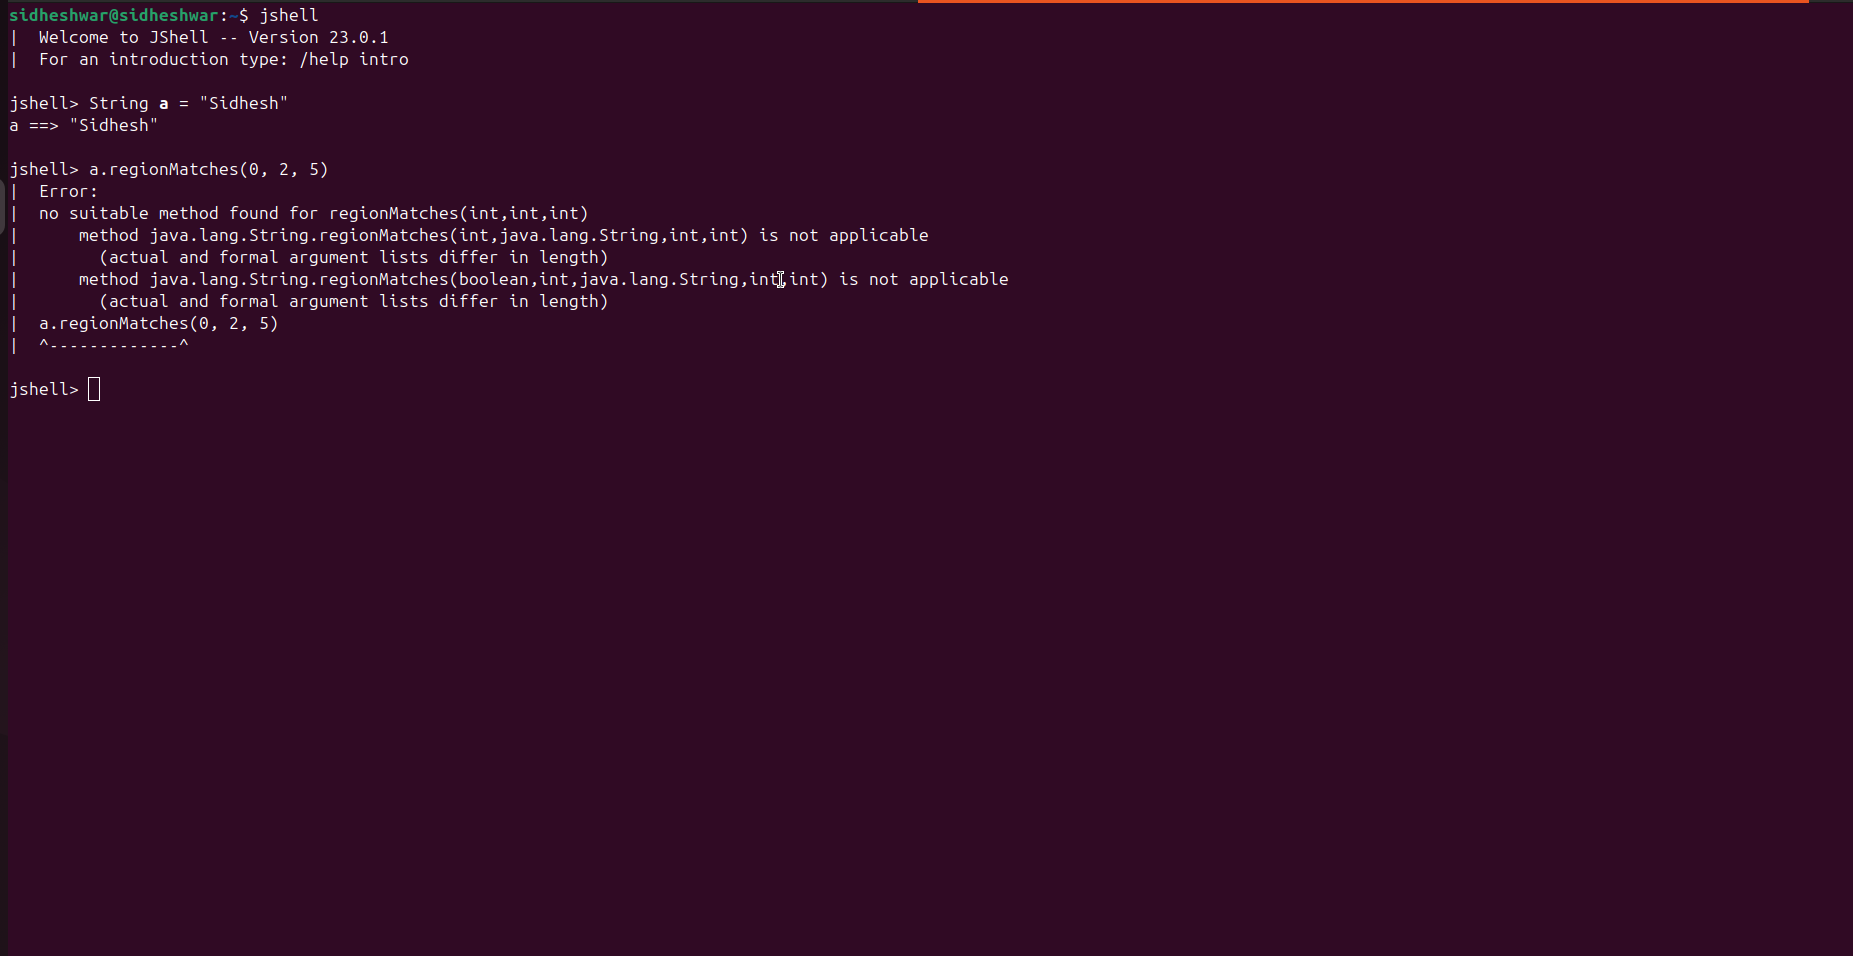 sidheshwar@sidheshwar:~$ jshell
|  Welcome to JShell -- Version 23.0.1
|  For an introduction type: /help intro

jshell> String a = "Sidhesh"
a ==> "Sidhesh"

jshell> a.regionMatches(0, 2, 5)
|  Error:
|  no suitable method found for regionMatches(int,int,int)
|      method java.lang.String.regionMatches(int,java.lang.String,int,int) is not applicable
|        (actual and formal argument lists differ in length)
|      method java.lang.String.regionMatches(boolean,int,java.lang.String,int,int) is not applicable
|        (actual and formal argument lists differ in length)
|  a.regionMatches(0, 2, 5)
|  ^-------------^

jshell>